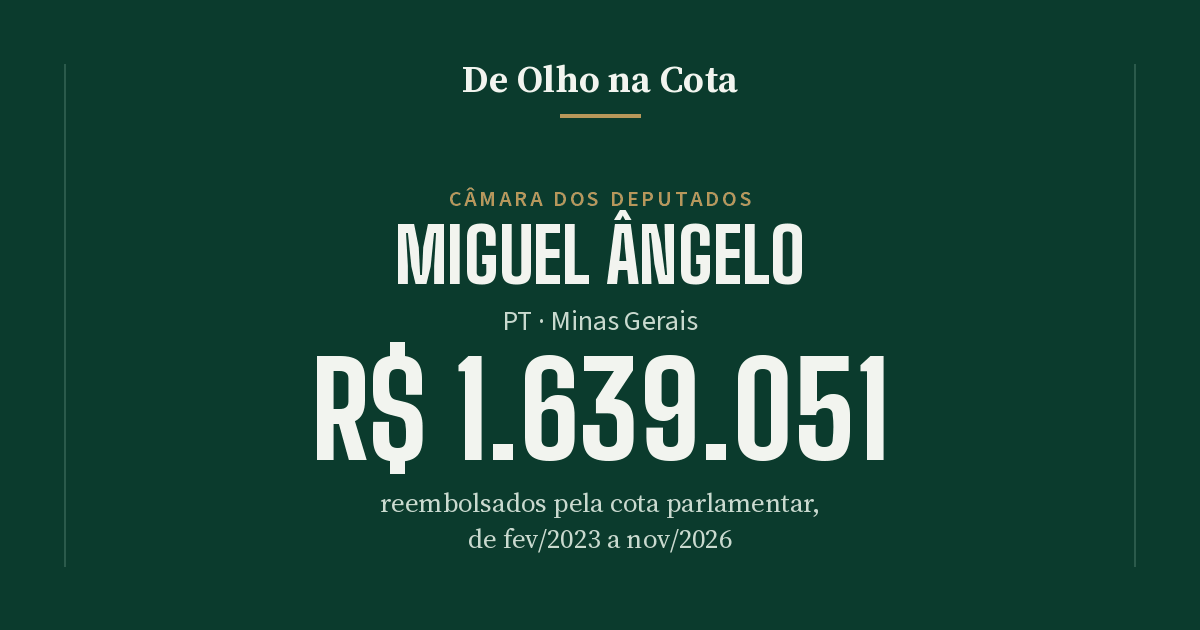 De Olho na Cota
CÂMARA DOS DEPUTADOS
MIGUEL ÂNGELO
PT · Minas Gerais
R$ 1.639.051
reembolsados pela cota parlamentar,
de fev/2023 a nov/2026